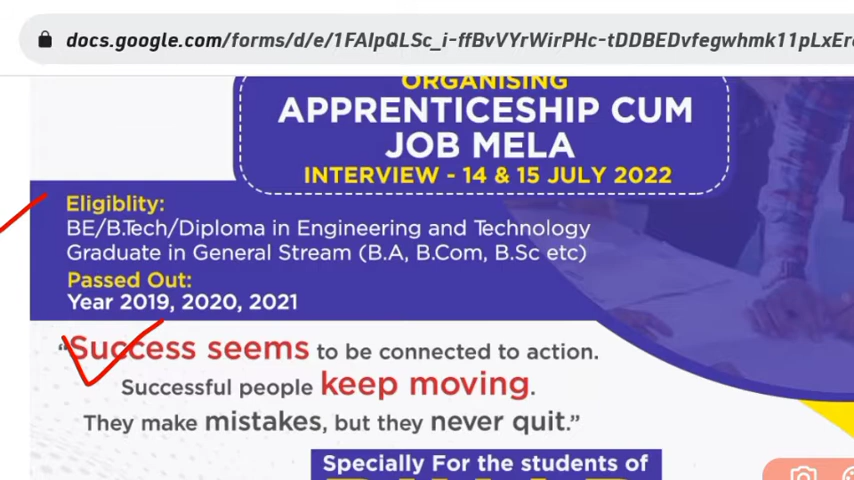 docs.google.com/forms/d/e/1FAIpQLSc_i-ffBvVYrWirPHc-tDDBEDvfegwhmk11pLxEr
ORGANISING
APPRENTICESHIP CUM
JOB MELA
INTERVIEW - 14 & 15 JULY 2022
Eligiblity:
BE/B.Tech/Diploma in Engineering and Technology
Graduate in General Stream (B.A, B.Com, B.Sc etc)
Passed Out:
Year 2019, 2020, 2021
“Success seems to be connected to action.
Successful people keep moving.
They make mistakes, but they never quit.”
Specially For the students of